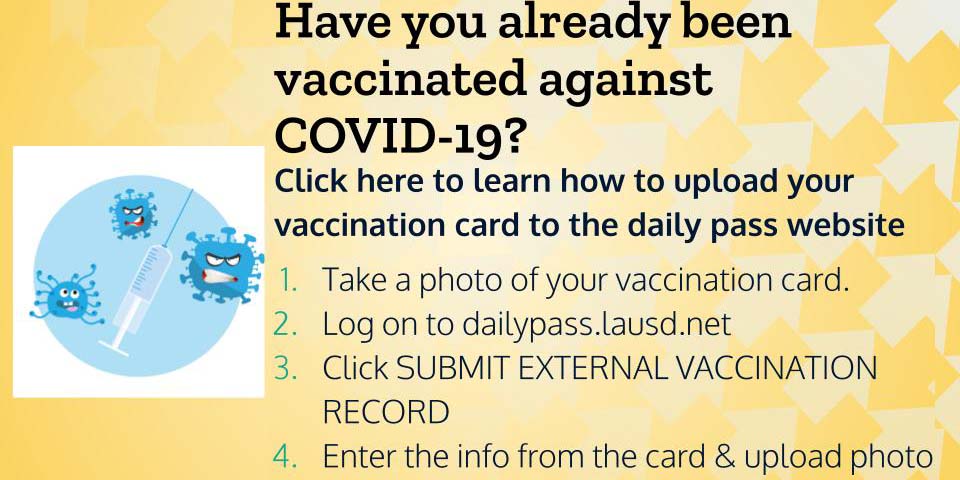 Have you already been
vaccinated against
COVID-19?
Click here to learn how to upload your
vaccination card to the daily pass website
1. Take a photo of your vaccination card.
2. Log on to dailypass.lausd.net
3. Click SUBMIT EXTERNAL VACCINATION
RECORD
4. Enter the info from the card & upload photo